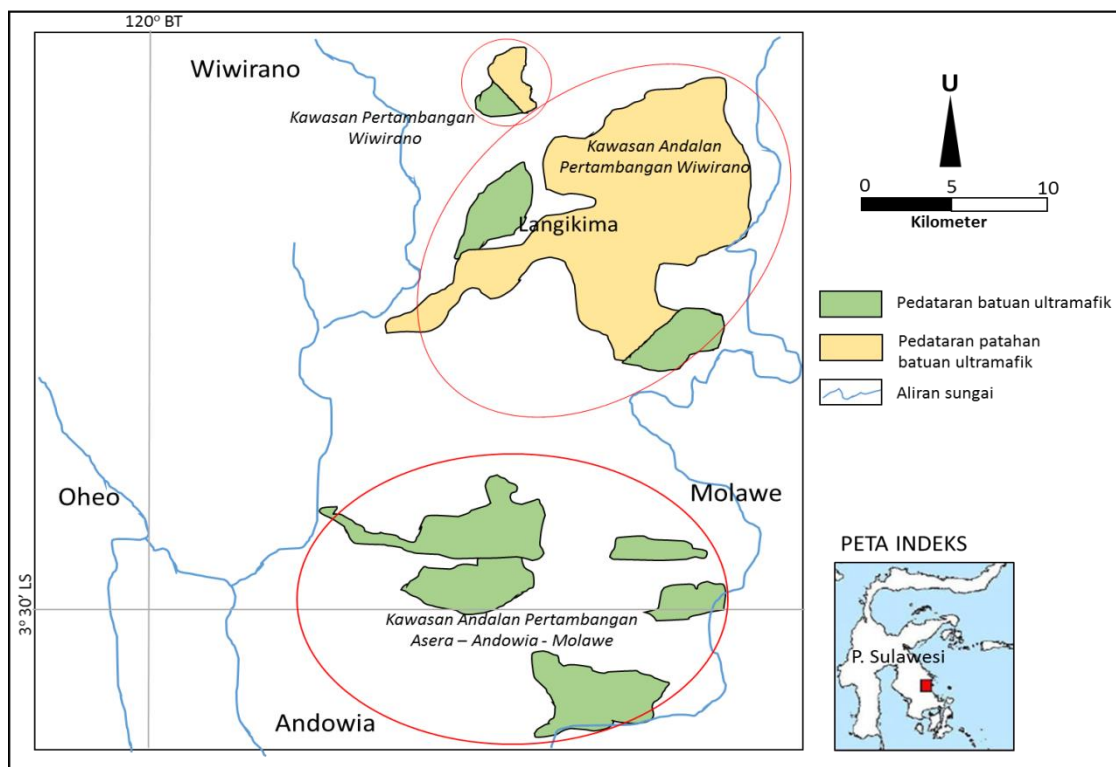 120° BT
Wiwirano
Kawasan Pertambangan
Wiwirano
Kawasan Andalan
Pertambangan Wiwirano
Langikima
U
0 5 10
Kilometer
Pedataran batuan ultramafik
Pedataran patahan
batuan ultramafik
Aliran sungai
Oheo
Molawe
3° 30' LS
Kawasan Andalan Pertambangan
Asera – Andowia - Molawe
Andowia
PETA INDEKS
P. Sulawesi